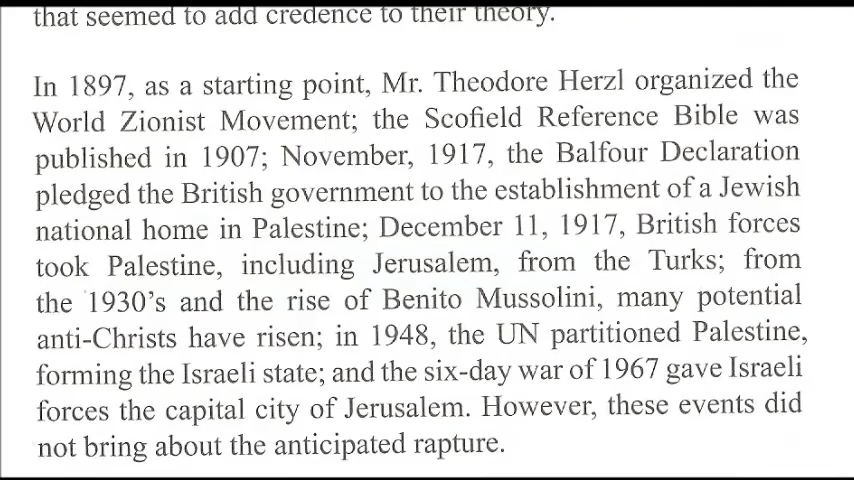 that seemed to add credence to their theory.
In 1897, as a starting point, Mr. Theodore Herzl organized the
World Zionist Movement; the Scofield Reference Bible was
published in 1907; November, 1917, the Balfour Declaration
pledged the British government to the establishment of a Jewish
national home in Palestine; December 11, 1917, British forces
took Palestine, including Jerusalem, from the Turks; from
the 1930's and the rise of Benito Mussolini, many potential
anti-Christs have risen; in 1948, the UN partitioned Palestine,
forming the Israeli state; and the six-day war of 1967 gave Israeli
forces the capital city of Jerusalem. However, these events did
not bring about the anticipated rapture.